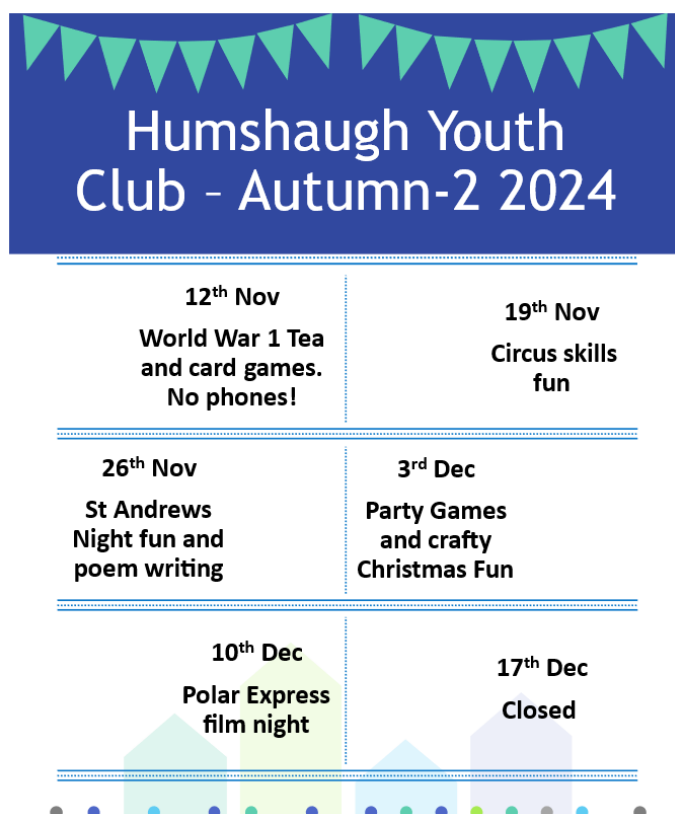 Humshaugh Youth
Club – Autumn-2 2024
12th Nov
World War 1 Tea
and card games.
No phones!
19th Nov
Circus skills
fun
26th Nov
St Andrews
Night fun and
poem writing
3rd Dec
Party Games
and crafty
Christmas Fun
10th Dec
Polar Express
film night
17th Dec
Closed